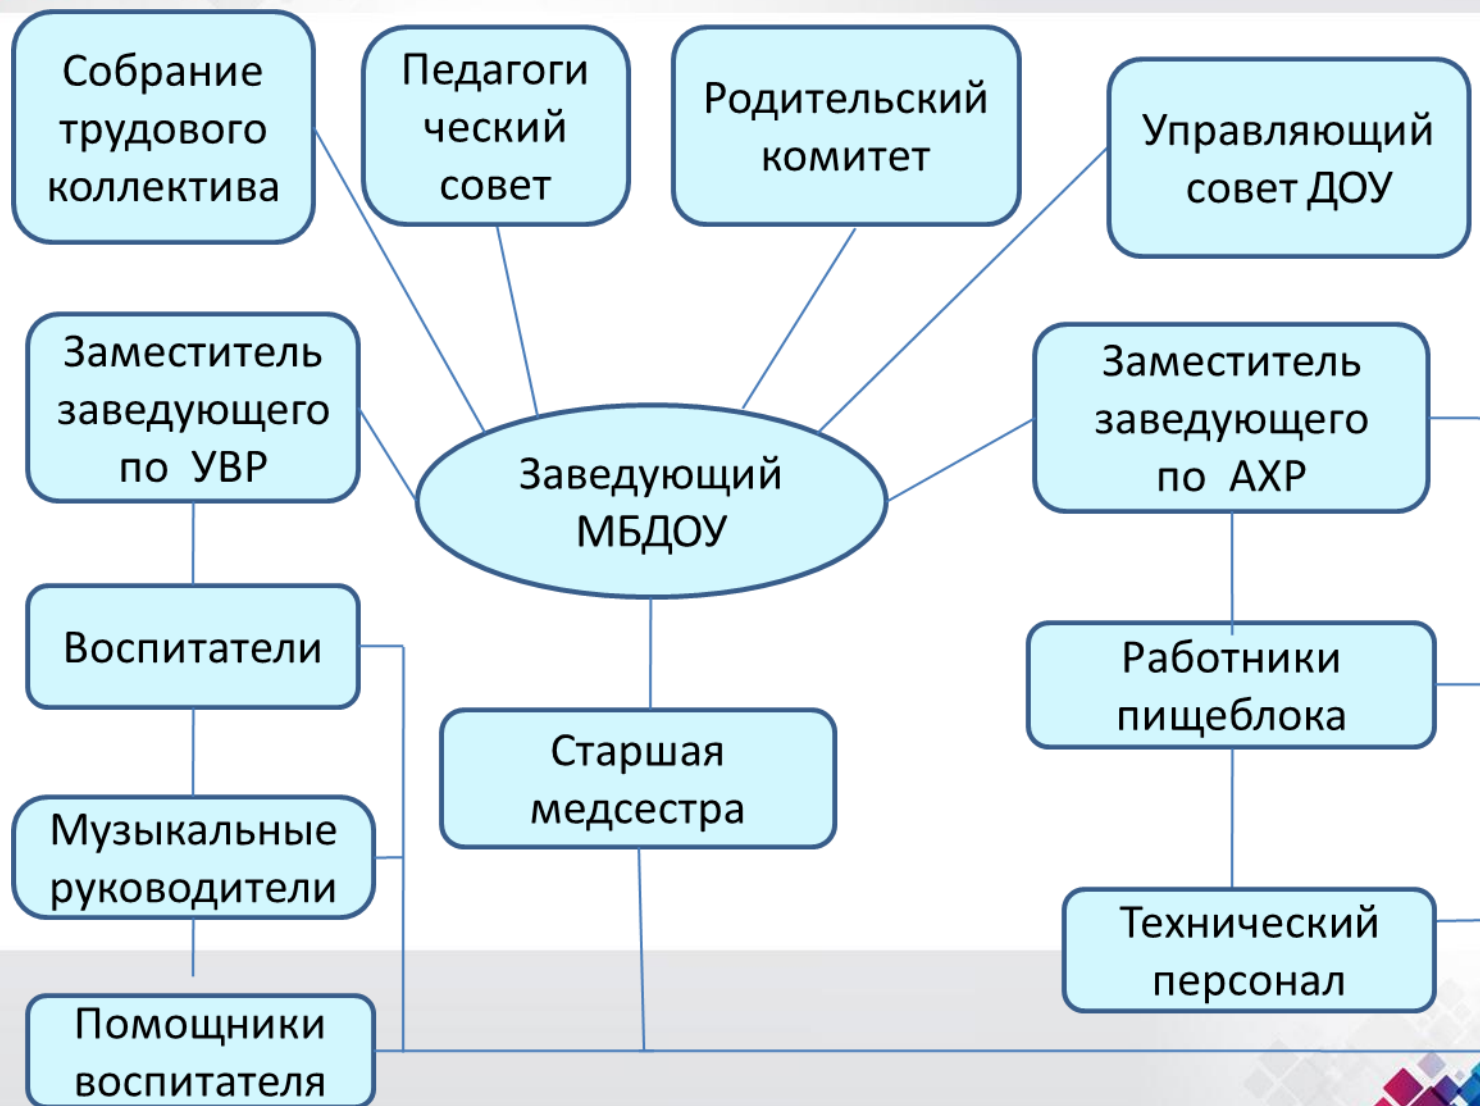 Собрание
трудового
коллектива
Педагоги
ческий
совет
Родительский
комитет
Управляющий
совет ДОУ
Заместитель
заведующего
по УВР
Заведующий
МБДОУ
Заместитель
заведующего
по АХР
Воспитатели
Старшая
медсестра
Работники
пищеблока
Музыкальные
руководители
Технический
персонал
Помощники
воспитателя